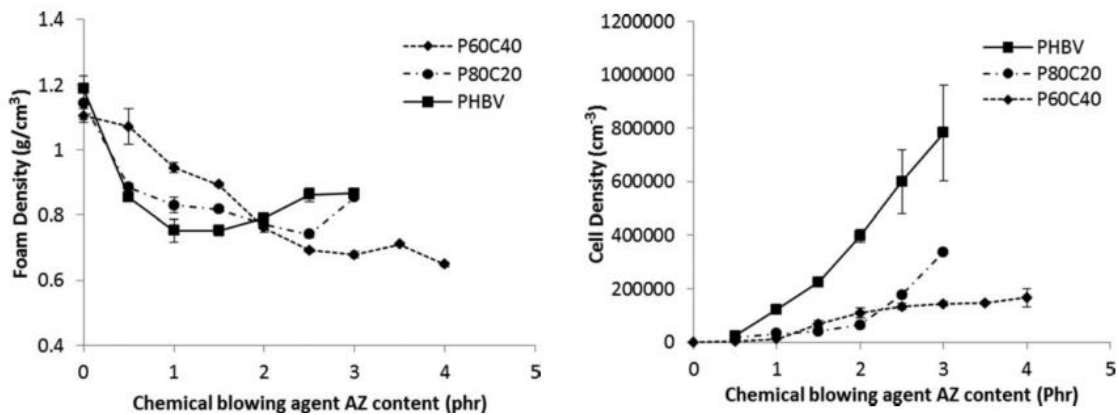 1.4
1.2
1
0.8
0.6
0.4
Foam Density (g/cm³)
P60C40
P80C20
PHBV
0 1 2 3 4 5
Chemical blowing agent AZ content (phr)
1200000
1000000
800000
600000
400000
200000
0
Cell Density (cm⁻³)
PHBV
P80C20
P60C40
0 1 2 3 4 5
Chemical blowing agent AZ content (Phr)